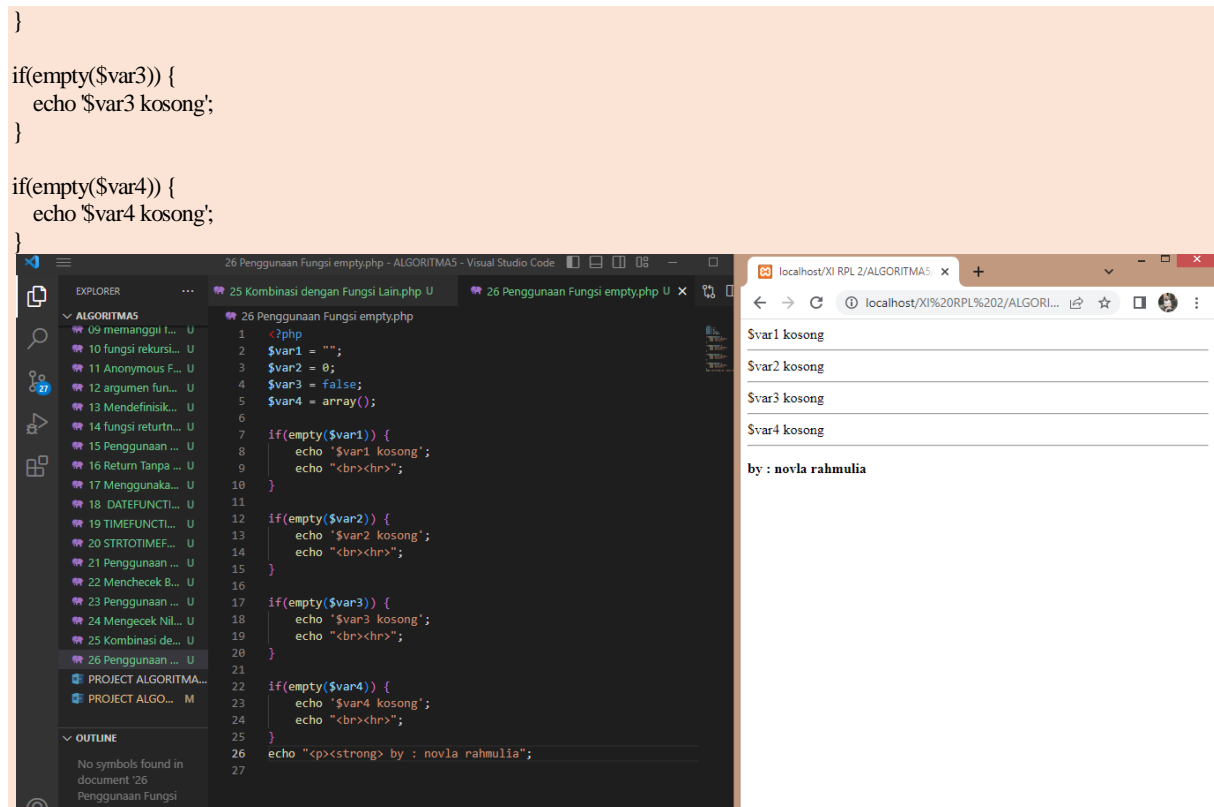 }
if(empty($var3)) {
echo '$var3 kosong';
}
if(empty($var4)) {
echo '$var4 kosong';
}
26 Penggunaan Fungsi empty.php - ALGORITMA5 - Visual Studio Code
EXPLORER
25 Kombinasi dengan Fungsi Lain.php U
26 Penggunaan Fungsi empty.php U
ALGORITMA5
09 memanggil f... U
10 fungsi rekursi... U
11 Anonymous F... U
12 argumen fun... U
13 Mendefinisik... U
14 fungsi returtn... U
15 Penggunaan ... U
16 Return Tanpa ... U
17 Menggunaka... U
18 DATEFUNCTI... U
19 TIMEFUNCTI... U
20 STRTOTIMEF... U
21 Penggunaan ... U
22 Menchecek B... U
23 Penggunaan ... U
24 Mengecek Nil... U
25 Kombinasi de... U
26 Penggunaan ... U
PROJECT ALGORITMA...
PROJECT ALGO... M
OUTLINE
No symbols found in
document '26
Penggunaan Fungsi
27
26 Penggunaan Fungsi empty.php
1 <?php
2 $var1 = "";
3 $var2 = 0;
4 $var3 = false;
5 $var4 = array();
6
7 if(empty($var1)) {
8 echo '$var1 kosong';
9 echo "<br><hr>";
10 }
11
12 if(empty($var2)) {
13 echo '$var2 kosong';
14 echo "<br><hr>";
15 }
16
17 if(empty($var3)) {
18 echo '$var3 kosong';
19 echo "<br><hr>";
20 }
21
22 if(empty($var4)) {
23 echo '$var4 kosong';
24 echo "<br><hr>";
25 }
26 echo "<p><strong> by : novla rahmulia";
27
localhost/XI RPL 2/ALGORITMA5
localhost/XI%20RPL%202/ALGORI...
$var1 kosong
$var2 kosong
$var3 kosong
$var4 kosong
by : novla rahmulia